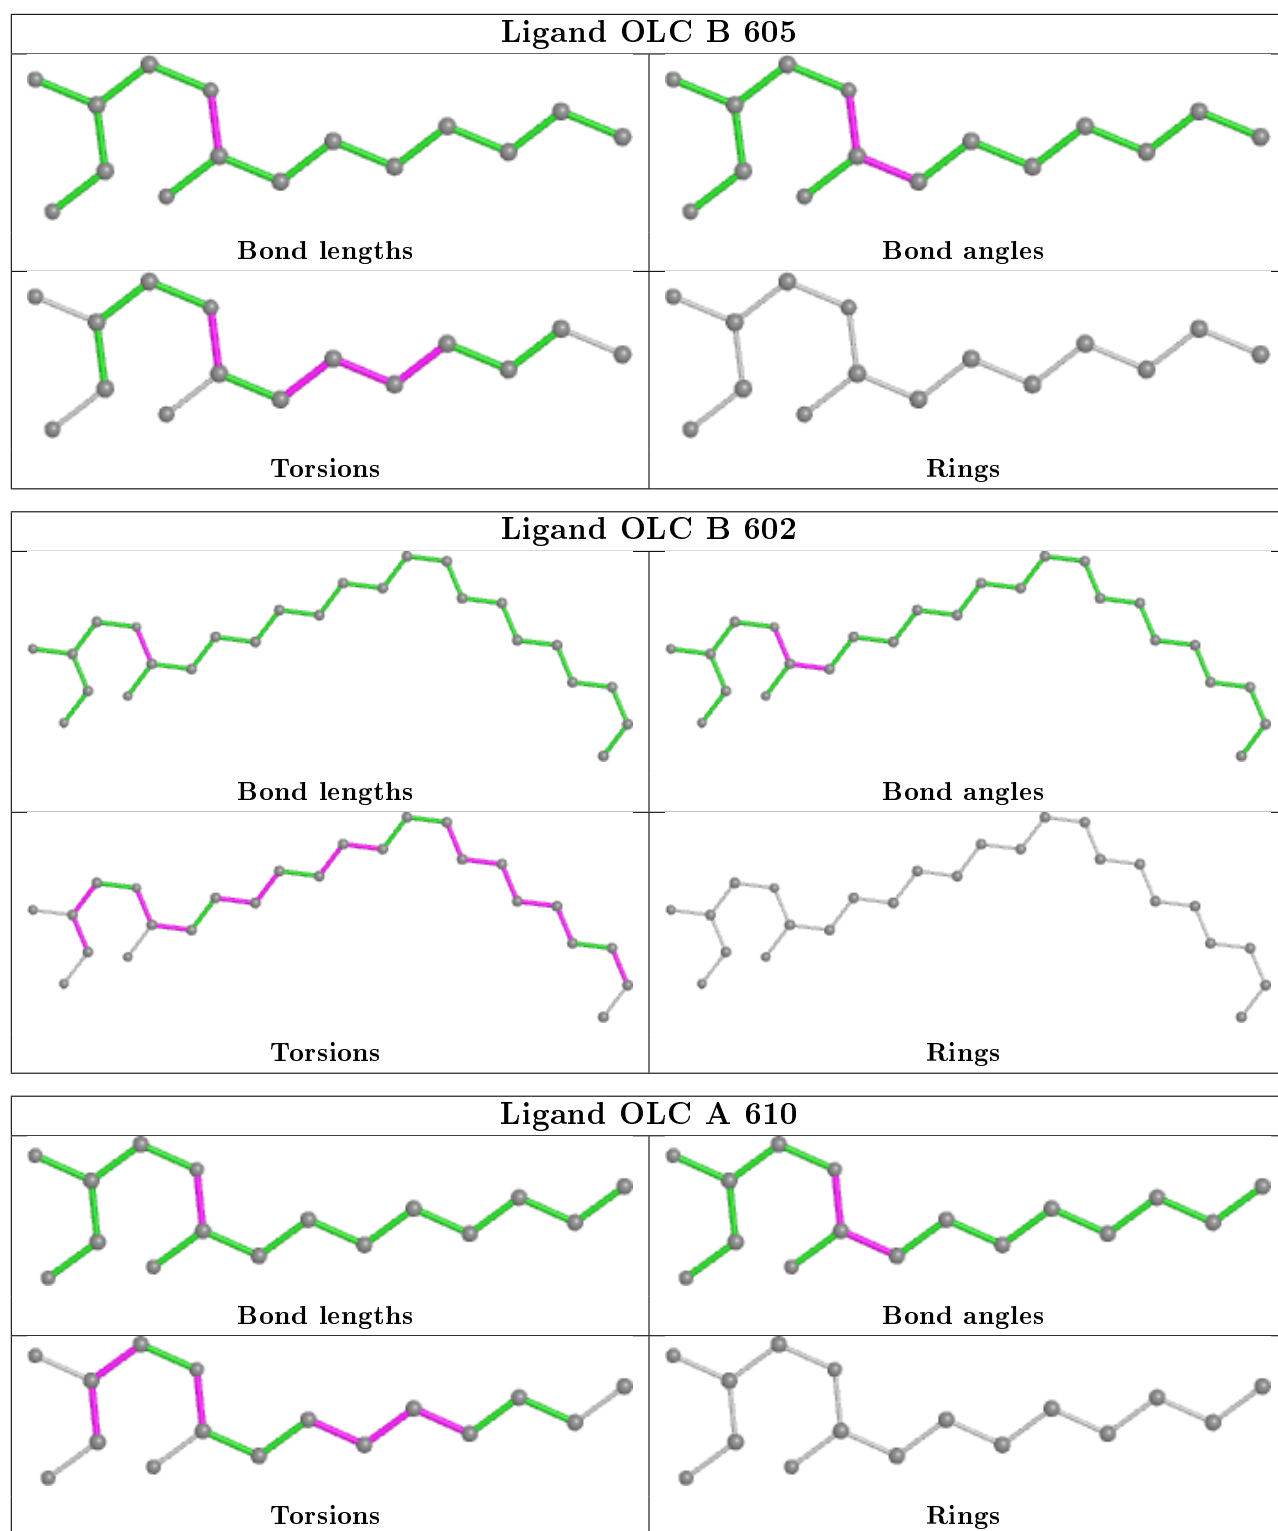 Ligand OLC B 605
Bond lengths
Bond angles
Torsions
Rings
Ligand OLC B 602
Bond lengths
Bond angles
Torsions
Rings
Ligand OLC A 610
Bond lengths
Bond angles
Torsions
Rings